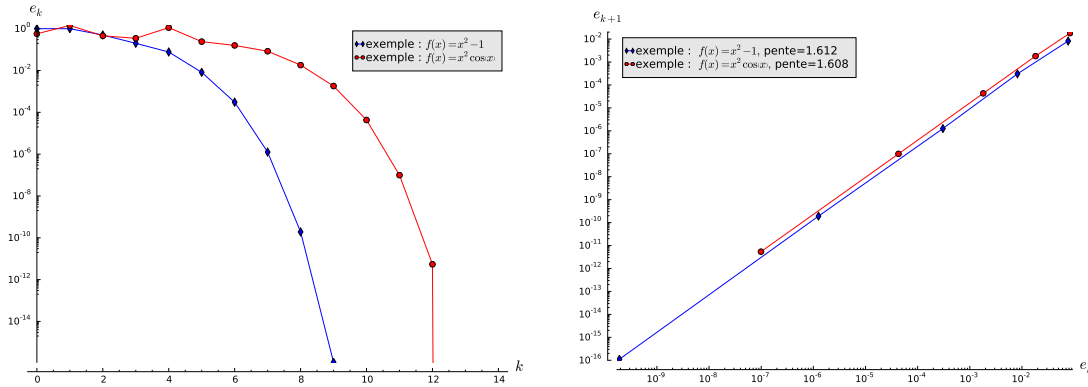 e_k
10^0
10^-2
10^-4
10^-6
10^-8
10^-10
10^-12
10^-14
0 2 4 6 8 10 12 14
k
exemple : f(x)=x²−1
exemple : f(x)=x² cos(x)
e_{k+1}
10^-2
10^-3
10^-4
10^-5
10^-6
10^-7
10^-8
10^-9
10^-10
10^-11
10^-12
10^-13
10^-14
10^-15
10^-16
10^-9 10^-8 10^-7 10^-6 10^-5 10^-4 10^-3 10^-2
exemple : f(x)=x²−1, pente=1.612
exemple : f(x)=x² cos(x), pente=1.608